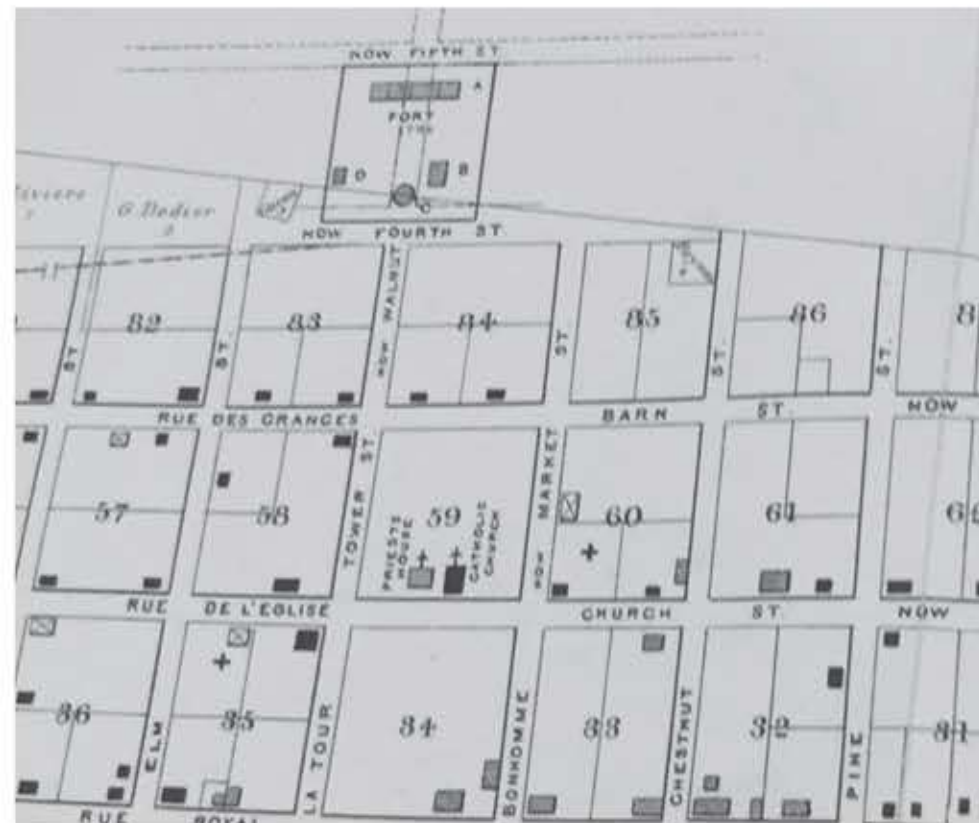 NOW FIFTH ST
A
FORT
D
B
C
G. Dodier
NOW FOURTH ST.
82
83
84
85
86
ST
ST.
NOW WALNUT
ST
ST.
ST.
RUE DES GRANGES
BARN ST. NOW
57
58
59
60
61
TOWER ST
PRIESTS HOUSE
CATHOLIC CHURCH
NOW MARKET
RUE DE L'EGLISE
CHURCH ST. NOW
36
35
34
33
32
31
ELM
LA TOUR
BONHOMME
CHESTNUT
PINE
RUE ROYAL